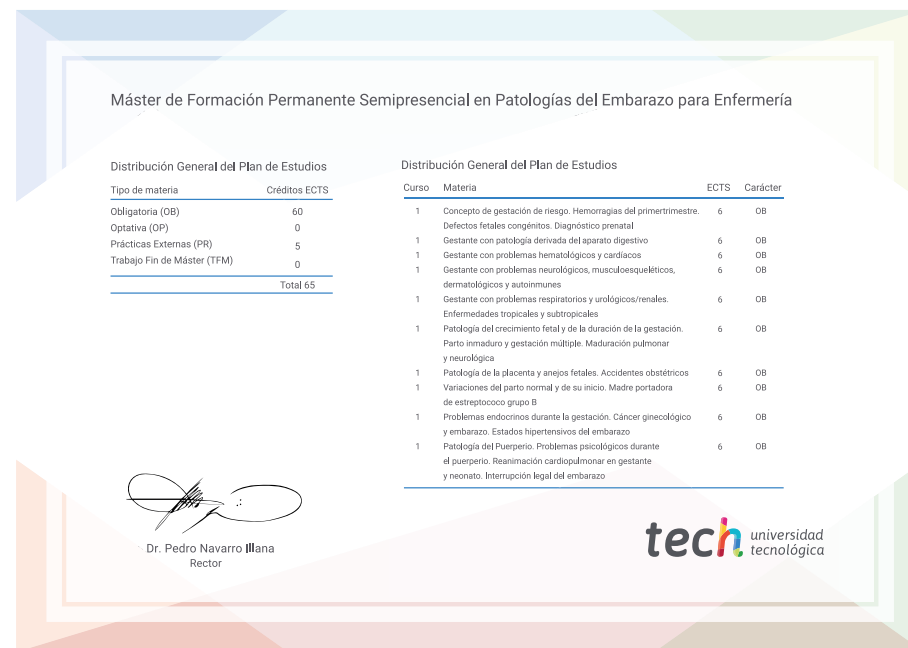 Máster de Formación Permanente Semipresencial en Patologías del Embarazo para Enfermería
Distribución General del Plan de Estudios
Tipo de materia Créditos ECTS
Obligatoria (OB) 60
Optativa (OP) 0
Prácticas Externas (PR) 5
Trabajo Fin de Máster (TFM) 0
Total 65
Distribución General del Plan de Estudios
Curso Materia ECTS Carácter
1 Concepto de gestación de riesgo. Hemorragias del primertrimestre. 6 OB
Defectos fetales congénitos. Diagnóstico prenatal
1 Gestante con patología derivada del aparato digestivo 6 OB
1 Gestante con problemas hematológicos y cardíacos 6 OB
1 Gestante con problemas neurológicos, musculoesqueléticos, 6 OB
dermatológicos y autoinmunes
1 Gestante con problemas respiratorios y urológicos/renales. 6 OB
Enfermedades tropicales y subtropicales
1 Patología del crecimiento fetal y de la duración de la gestación. 6 OB
Parto inmaduro y gestación múltiple. Maduración pulmonar
y neurológica
1 Patología de la placenta y anejos fetales. Accidentes obstétricos 6 OB
1 Variaciones del parto normal y de su inicio. Madre portadora 6 OB
de estreptococo grupo B
1 Problemas endocrinos durante la gestación. Cáncer ginecológico 6 OB
y embarazo. Estados hipertensivos del embarazo
1 Patología del Puerperio. Problemas psicológicos durante 6 OB
el puerperio. Reanimación cardiopulmonar en gestante
y neonato. Interrupción legal del embarazo
Dr. Pedro Navarro Illana
Rector
tech universidad
tecnológica